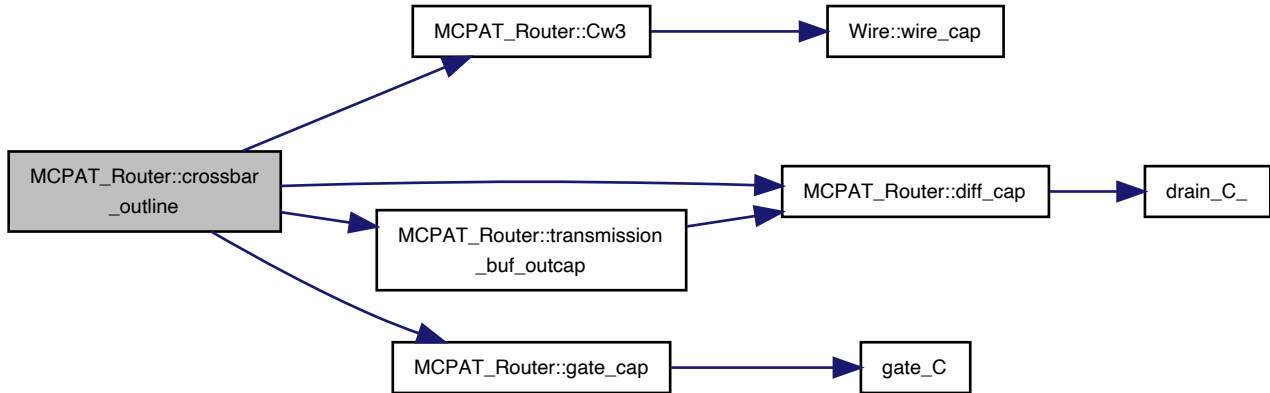 MCPAT_Router::Cw3
Wire::wire_cap
MCPAT_Router::crossbar
_outline
MCPAT_Router::diff_cap
drain_C_
MCPAT_Router::transmission
_buf_outcap
MCPAT_Router::gate_cap
gate_C